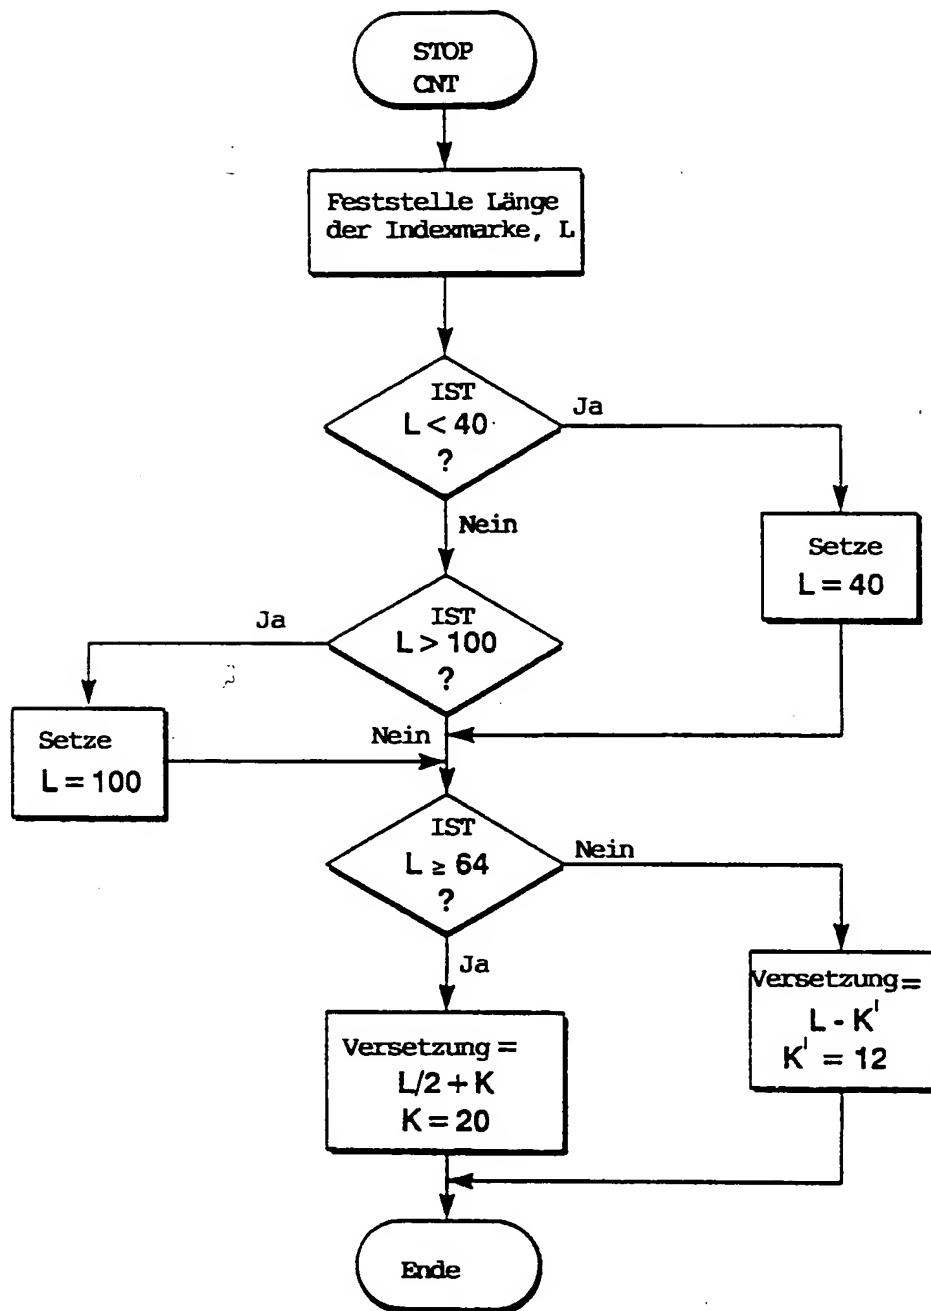 STOP
CNT
Feststelle Länge
der Indexmarke, L
IST
L < 40
?
Ja
Nein
Setze
L = 40
IST
L > 100
?
Ja
Setze
L = 100
Nein
IST
L ≥ 64
?
Nein
Ja
Versetzung =
L - K'
K' = 12
Versetzung =
L/2 + K
K = 20
Ende